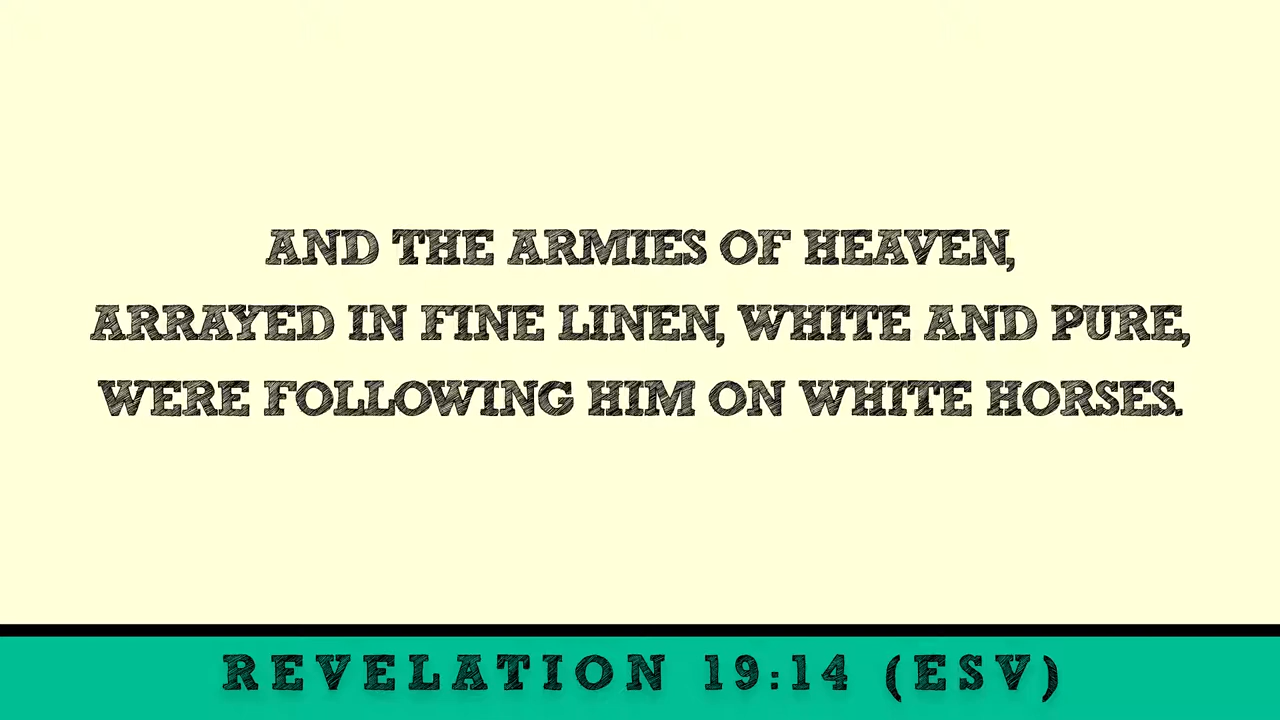 AND THE ARMIES OF HEAVEN,
ARRAYED IN FINE LINEN, WHITE AND PURE,
WERE FOLLOWING HIM ON WHITE HORSES.
REVELATION 19:14 (ESV)